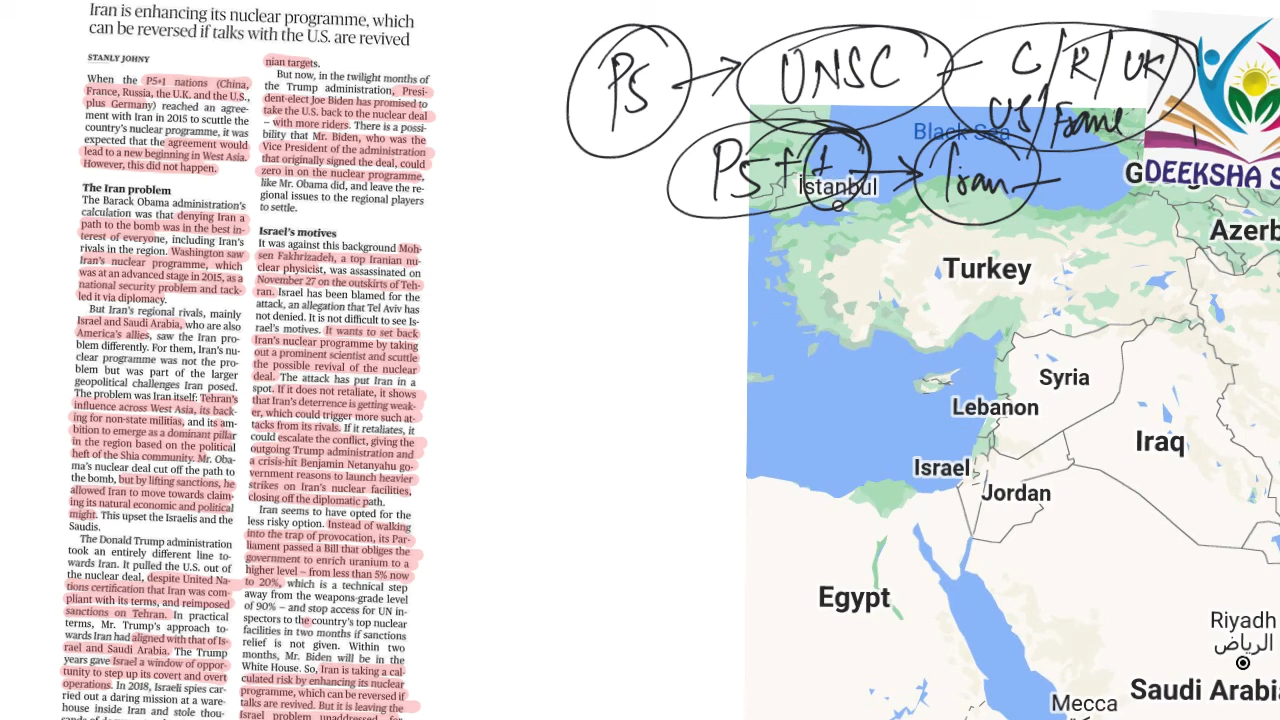 Iran is enhancing its nuclear programme, which
can be reversed if talks with the U.S. are revived
STANLY JOHNY
When the P5+1 nations (China,
France, Russia, the U.K. and the U.S.,
plus Germany) reached an agree-
ment with Iran in 2015 to scuttle the
country's nuclear programme, it was
expected that the agreement would
lead to a new beginning in West Asia.
However, this did not happen.
The Iran problem
The Barack Obama administration's
calculation was that denying Iran a
path to the bomb was in the best in-
terest of everyone, including Iran's
rivals in the region. Washington saw
Iran's nuclear programme, which
was at an advanced stage in 2015, as a
national security problem and tack-
led it via diplomacy.
But Iran's regional rivals, mainly
Israel and Saudi Arabia, who are also
America's allies, saw the Iran pro-
blem differently. For them, Iran's nu-
clear programme was not the pro-
blem but was part of the larger
geopolitical challenges Iran posed.
The problem was Iran itself: Tehran's
influence across West Asia, its back-
ing for non-state militias, and its am-
bition to emerge as a dominant pillar
in the region based on the political
heft of the Shia community. Mr. Oba-
ma's nuclear deal cut off the path to
the bomb, but by lifting sanctions, he
allowed Iran to move towards claim-
ing its natural economic and political
might. This upset the Israelis and the
Saudis.
The Donald Trump administration
took an entirely different line to-
wards Iran. It pulled the U.S. out of
the nuclear deal, despite United Na-
tions certification that Iran was com-
pliant with its terms, and reimposed
sanctions on Tehran. In practical
terms, Mr. Trump's approach to-
wards Iran had aligned with that of Is-
rael and Saudi Arabia. The Trump
years gave Israel a window of oppor-
tunity to step up its covert and overt
operations. In 2018, Israeli spies car-
ried out a daring mission at a ware-
house inside Iran and stole thou-
sands of
nian targets.
But now, in the twilight months of
the Trump administration, Presi-
dent-elect Joe Biden has promised to
take the U.S. back to the nuclear deal
– with more riders. There is a possi-
bility that Mr. Biden, who was the
Vice President of the administration
that originally signed the deal, could
zero in on the nuclear programme,
like Mr. Obama did, and leave the re-
gional issues to the regional players
to settle.
Israel's motives
It was against this background Moh-
sen Fakhrizadeh, a top Iranian nu-
clear physicist, was assassinated on
November 27 on the outskirts of Teh-
ran. Israel has been blamed for the
attack, an allegation that Tel Aviv has
not denied. It is not difficult to see Is-
rael's motives. It wants to set back
Iran's nuclear programme by taking
out a prominent scientist and scuttle
the possible revival of the nuclear
deal. The attack has put Iran in a
spot. If it does not retaliate, it shows
that Iran's deterrence is getting weak-
er, which could trigger more such at-
tacks from its rivals. If it retaliates, it
could escalate the conflict, giving the
outgoing Trump administration and
a crisis-hit Benjamin Netanyahu go-
vernment reasons to launch heavier
strikes on Iran's nuclear facilities,
closing off the diplomatic path.
Iran seems to have opted for the
less risky option. Instead of walking
into the trap of provocation, its Par-
liament passed a Bill that obliges the
government to enrich uranium to a
higher level – from less than 5% now
to 20%, which is a technical step
away from the weapons-grade level
of 90% – and stop access for UN in-
spectors to the country's top nuclear
facilities in two months if sanctions
relief is not given. Within two
months, Mr. Biden will be in the
White House. So, Iran is taking a cal-
culated risk by enhancing its nuclear
programme, which can be reversed if
talks are revived. But it is leaving the
Israel problem unaddressed, for
P5 → UNSC – C/R/UK/
US/
P5+1 → Iran
DEEKSHA S
Black Sea
İstanbul
G
Azerb
Turkey
Syria
Lebanon
Iraq
Israel
Jordan
Egypt
Riyadh
الرياض
Saudi Arabi
Mecca